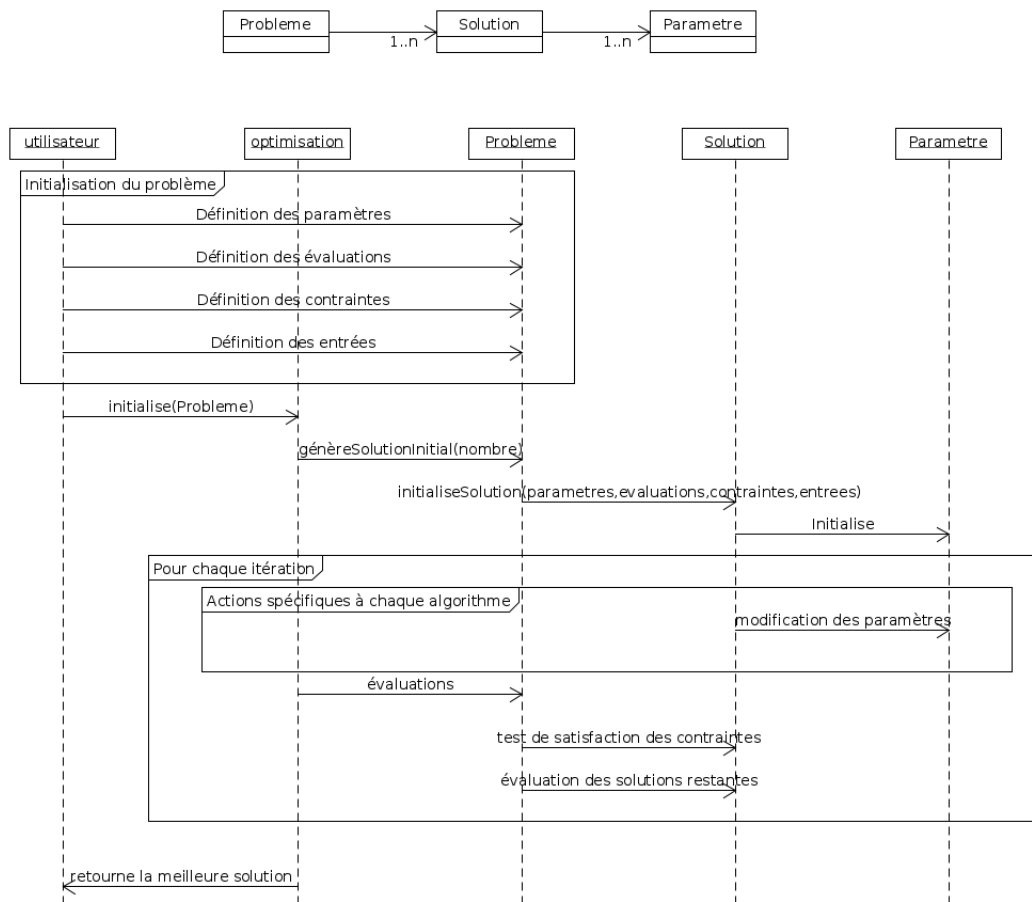 Probleme
Solution
Parametre
1..n
1..n
utilisateur
optimisation
Probleme
Solution
Parametre
Initialisation du problème
Définition des paramètres
Définition des évaluations
Définition des contraintes
Définition des entrées
initialise(Probleme)
génèreSolutionInitial(nombre)
initialiseSolution(parametres,evaluations,contraintes,entrees)
Initialise
Pour chaque itération
Actions spécifiques à chaque algorithme
modification des paramètres
évaluations
test de satisfaction des contraintes
évaluation des solutions restantes
retourne la meilleure solution